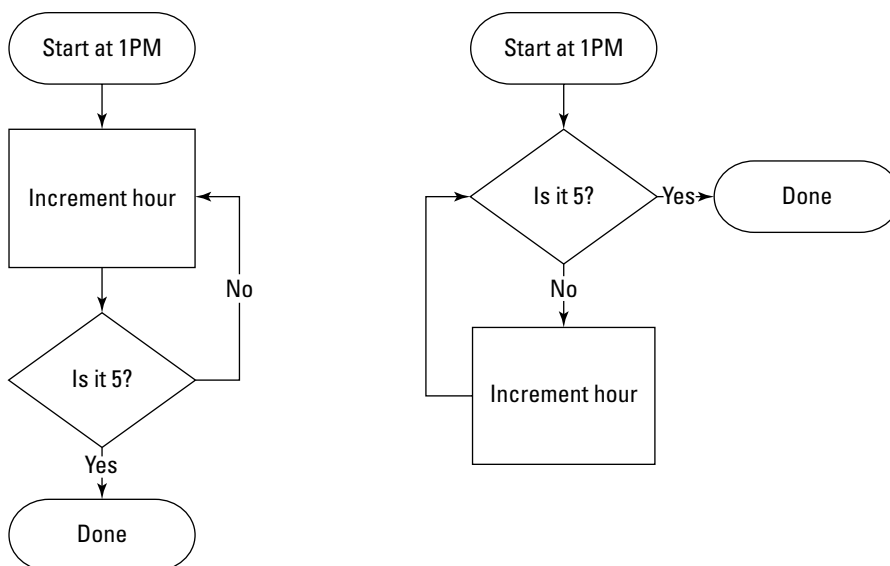 Start at 1PM
Increment hour
No
Is it 5?
Yes
Done
Start at 1PM
Is it 5?
Yes
Done
No
Increment hour